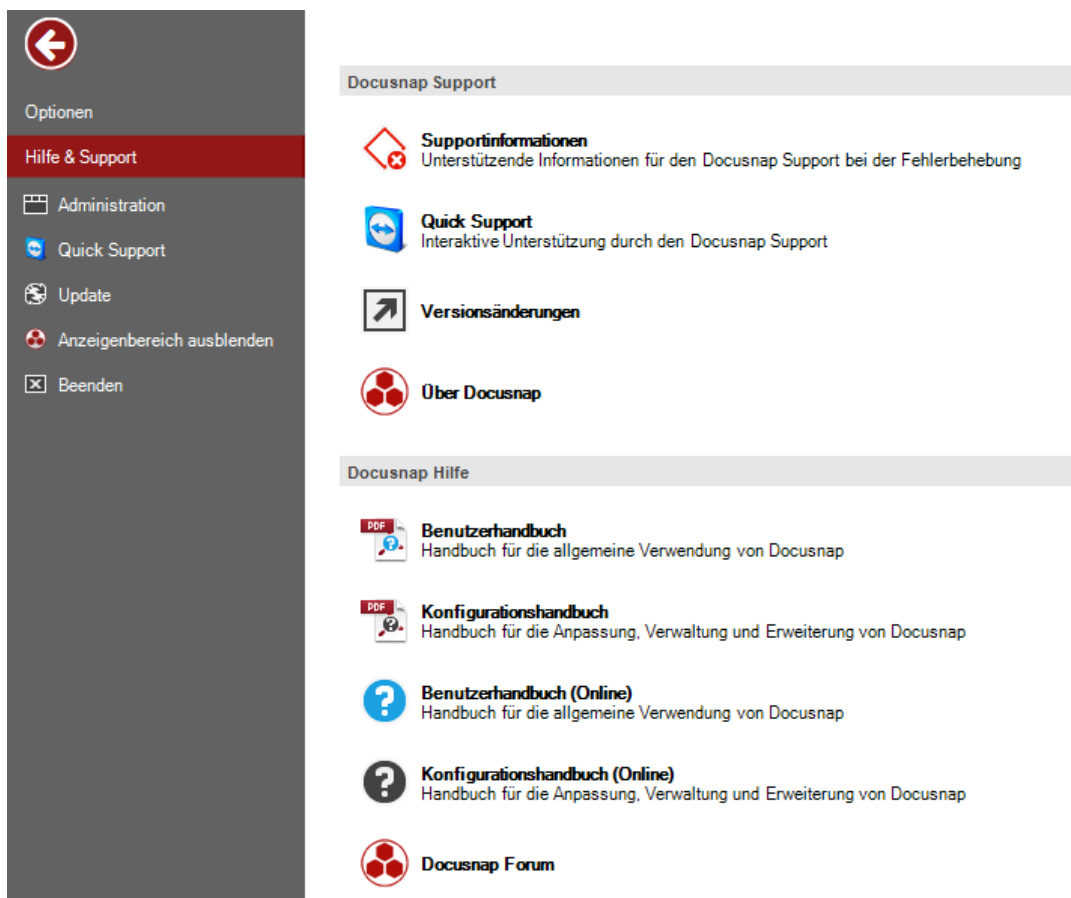 Optionen
Hilfe & Support
Administration
Quick Support
Update
Anzeigenbereich ausblenden
Beenden
Docusnap Support
Supportinformationen
Unterstützende Informationen für den Docusnap Support bei der Fehlerbehebung
Quick Support
Interaktive Unterstützung durch den Docusnap Support
Versionsänderungen
Über Docusnap
Docusnap Hilfe
PDF
Benutzerhandbuch
Handbuch für die allgemeine Verwendung von Docusnap
PDF
Konfigurationshandbuch
Handbuch für die Anpassung, Verwaltung und Erweiterung von Docusnap
Benutzerhandbuch (Online)
Handbuch für die allgemeine Verwendung von Docusnap
Konfigurationshandbuch (Online)
Handbuch für die Anpassung, Verwaltung und Erweiterung von Docusnap
Docusnap Forum